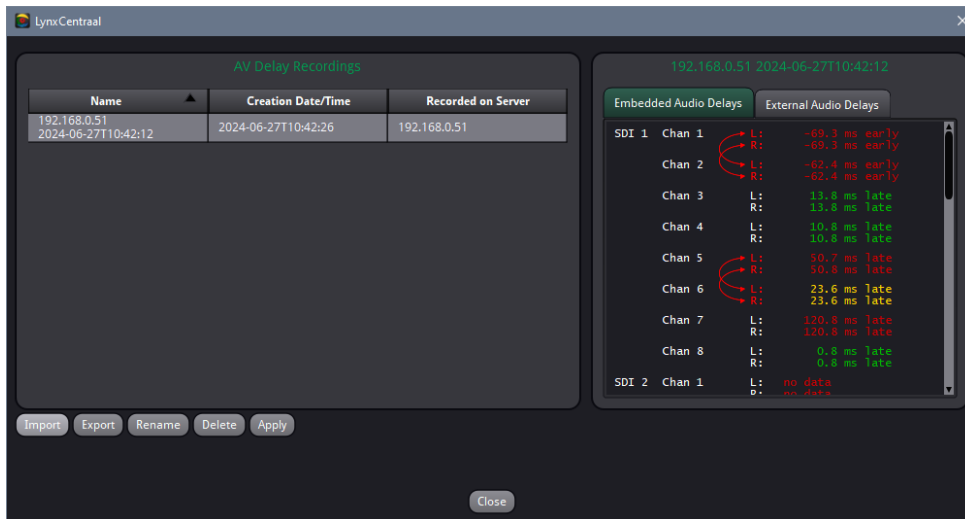 LynxCentraal
AV Delay Recordings
Name Creation Date/Time Recorded on Server
192.168.0.51
2024-06-27T10:42:12 2024-06-27T10:42:26 192.168.0.51
Import Export Rename Delete Apply
192.168.0.51 2024-06-27T10:42:12
Embedded Audio Delays External Audio Delays
SDI 1 Chan 1 L: -69.3 ms early
R: -69.3 ms early
Chan 2 L: -62.4 ms early
R: -62.4 ms early
Chan 3 L: 13.8 ms late
R: 13.8 ms late
Chan 4 L: 10.8 ms late
R: 10.8 ms late
Chan 5 L: 50.7 ms late
R: 50.8 ms late
Chan 6 L: 23.6 ms late
R: 23.6 ms late
Chan 7 L: 120.8 ms late
R: 120.8 ms late
Chan 8 L: 0.8 ms late
R: 0.8 ms late
SDI 2 Chan 1 L: no data
R: no data
Close